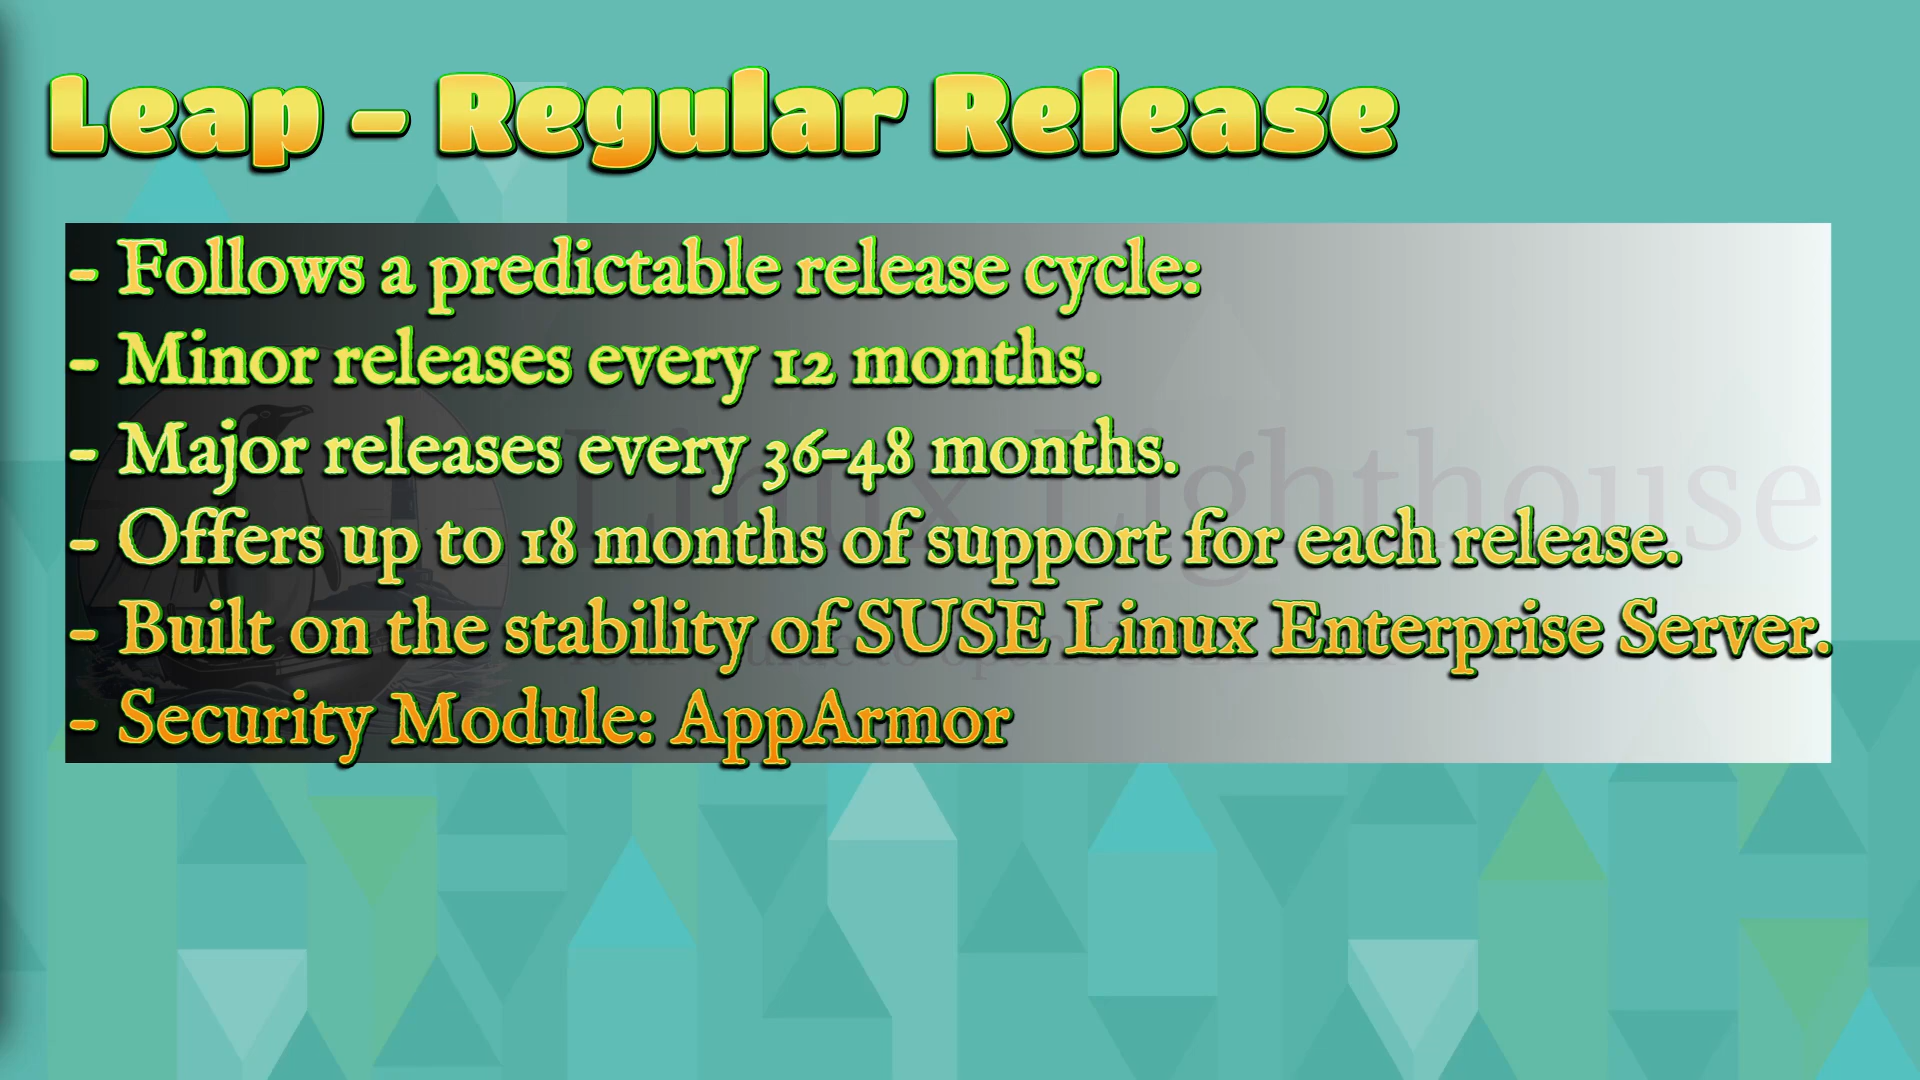 Leap - Regular Release
- Follows a predictable release cycle:
- Minor releases every 12 months.
- Major releases every 36-48 months.
- Offers up to 18 months of support for each release.
- Built on the stability of SUSE Linux Enterprise Server.
- Security Module: AppArmor
Linux Lighthouse